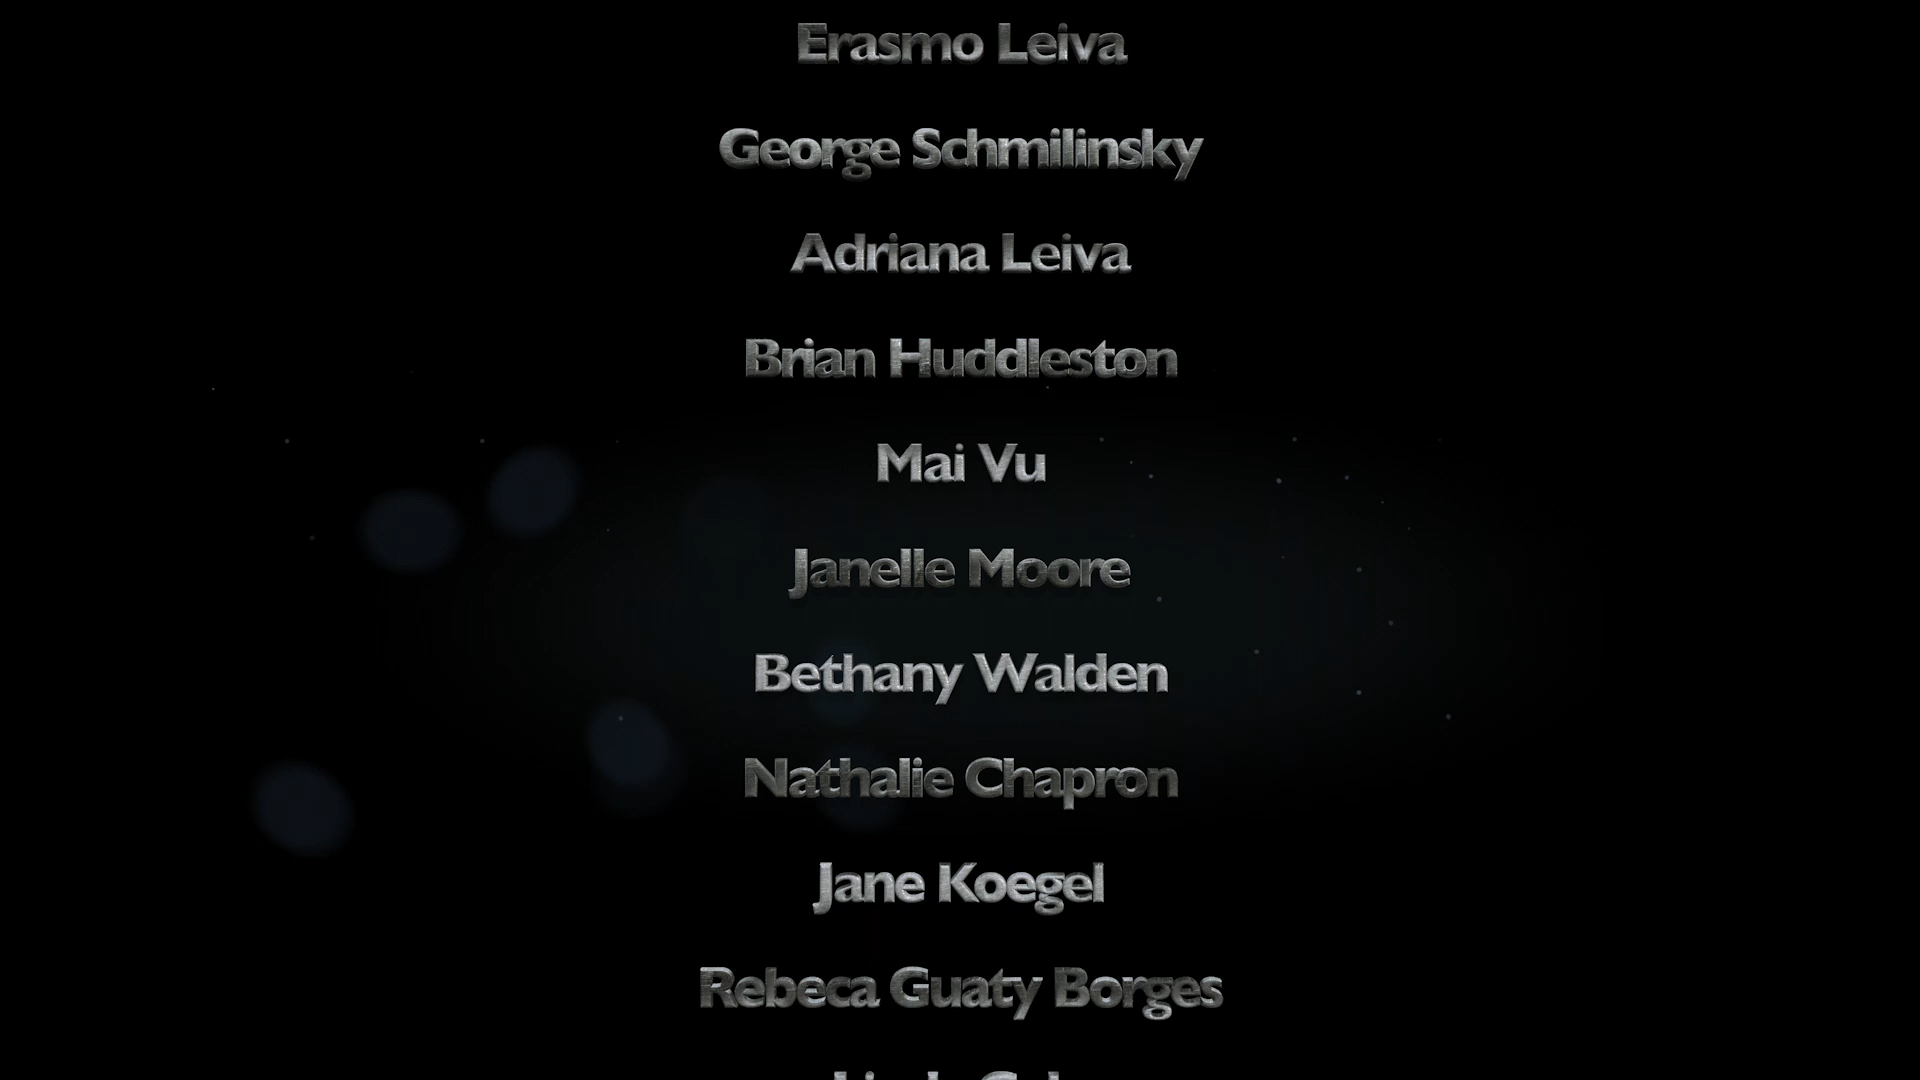 Erasmo Leiva
George Schmilinsky
Adriana Leiva
Brian Huddleston
Mai Vu
Janelle Moore
Bethany Walden
Nathalie Chapron
Jane Koegel
Rebeca Guaty Borges